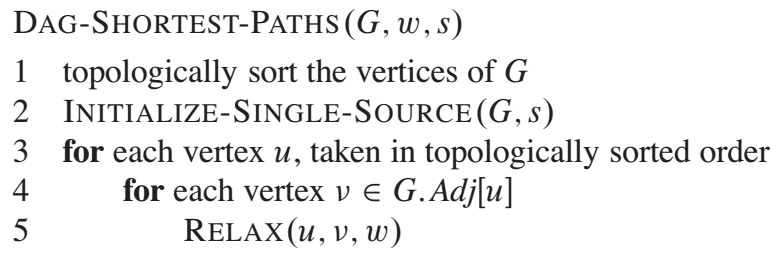 DAG-SHORTEST-PATHS(G, w, s)
1 topologically sort the vertices of G
2 INITIALIZE-SINGLE-SOURCE(G, s)
3 for each vertex u, taken in topologically sorted order
4 for each vertex v ∈ G.Adj[u]
5 RELAX(u, v, w)